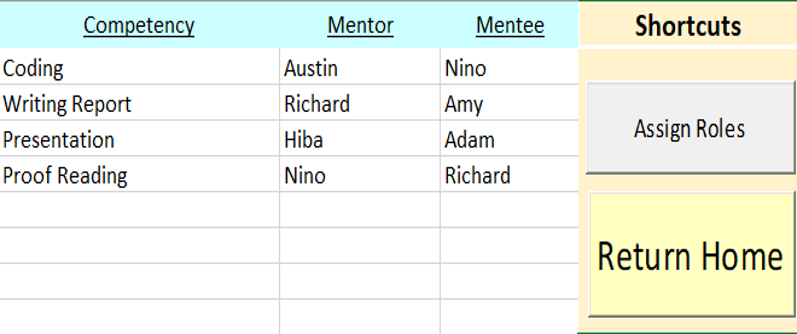 Competency Mentor Mentee Shortcuts
Coding Austin Nino
Writing Report Richard Amy
Presentation Hiba Adam
Proof Reading Nino Richard
Assign Roles
Return Home